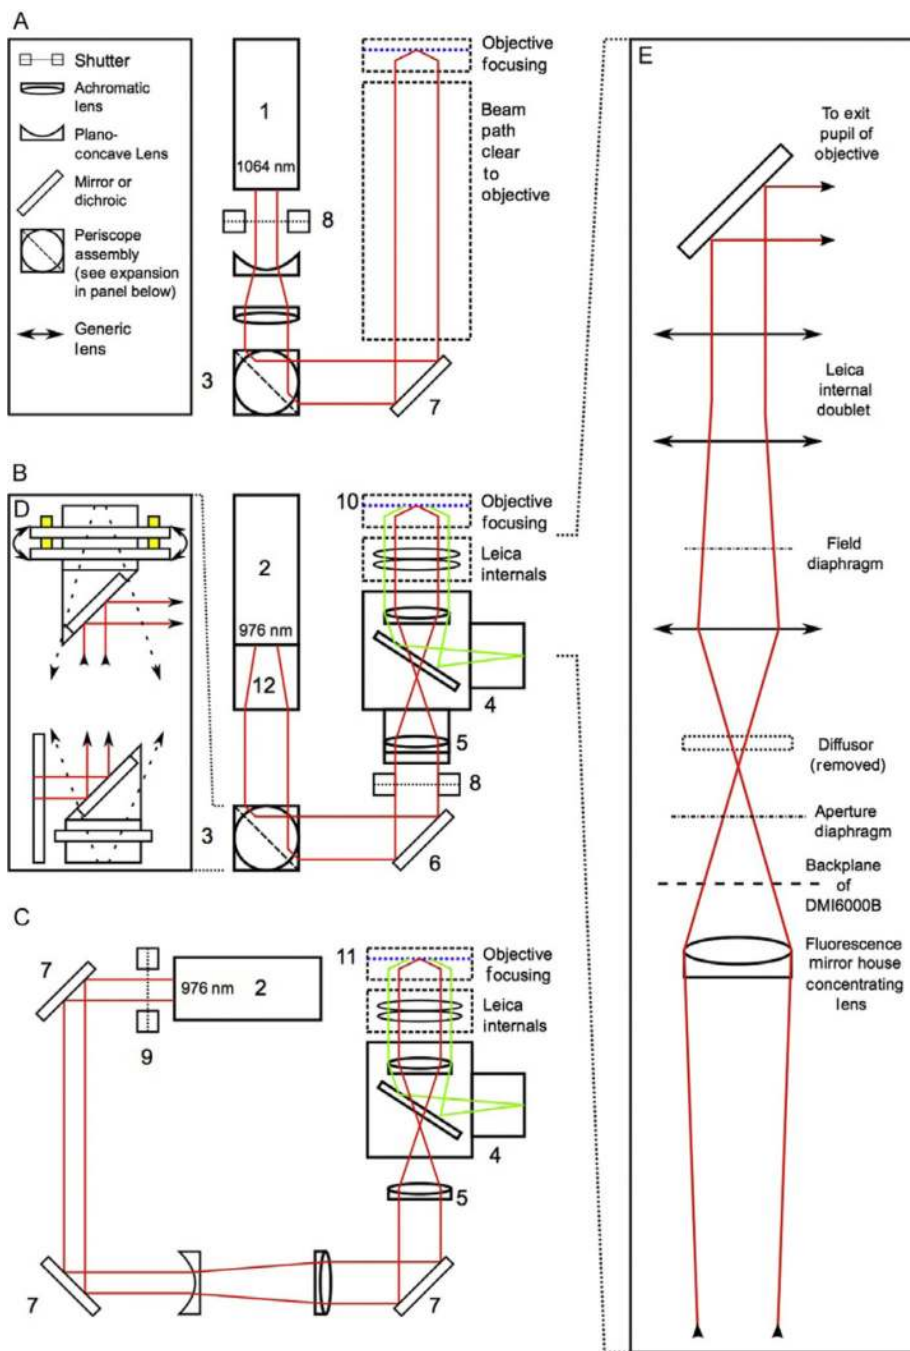 A
Shutter
Achromatic
lens
Plano-
concave Lens
Mirror or
dichroic
Periscope
assembly
(see expansion
in panel below)
Generic
lens
1
1064 nm
8
3
7
Objective
focusing
Beam
path
clear
to
objective
B
D
2
976 nm
12
3
10
Objective
focusing
Leica
internals
4
5
8
6
C
7
976 nm
2
9
7
11
Objective
focusing
Leica
internals
4
5
7
E
To exit
pupil of
objective
Leica
internal
doublet
Field
diaphragm
Diffusor
(removed)
Aperture
diaphragm
Backplane
of
DMI6000B
Fluorescence
mirror house
concentrating
lens